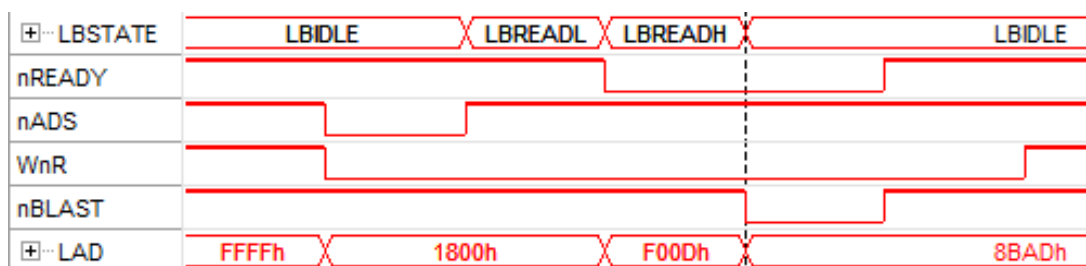 LBSTATE LBIDLE LBREADL LBREADH LBIDLE
nREADY
nADS
WnR
nBLAST
LAD FFFFh 1800h F00Dh 8BADh